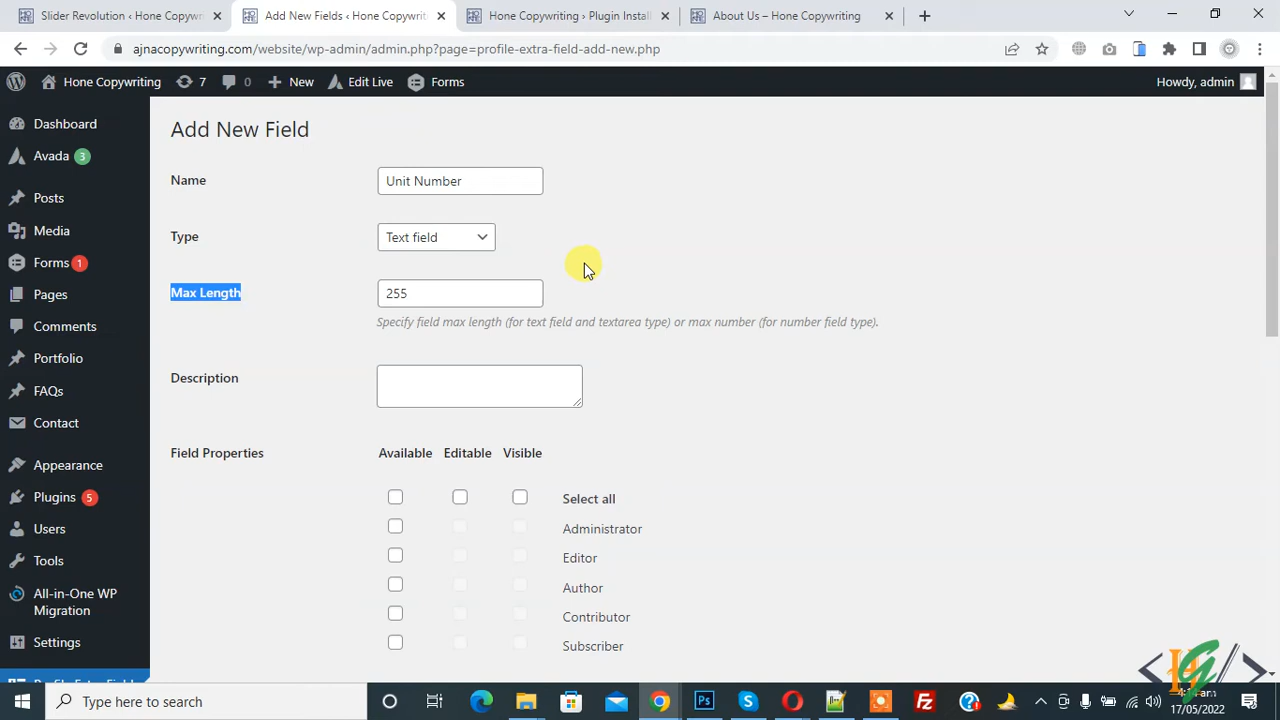 Slider Revolution ‹ Hone Copywri
Add New Fields ‹ Hone Copywriti
Hone Copywriting › Plugin Install
About Us – Hone Copywriting
ajnacopywriting.com/website/wp-admin/admin.php?page=profile-extra-field-add-new.php
Hone Copywriting
7
0
New
Edit Live
Forms
Howdy, admin
Dashboard
Avada 3
Posts
Media
Forms 1
Pages
Comments
Portfolio
FAQs
Contact
Appearance
Plugins 5
Users
Tools
All-in-One WP
Migration
Settings
Add New Field
Name
Unit Number
Type
Text field
Max Length
255
Specify field max length (for text field and textarea type) or max number (for number field type).
Description
Field Properties
Available Editable Visible
Select all
Administrator
Editor
Author
Contributor
Subscriber
Type here to search
17/05/2022